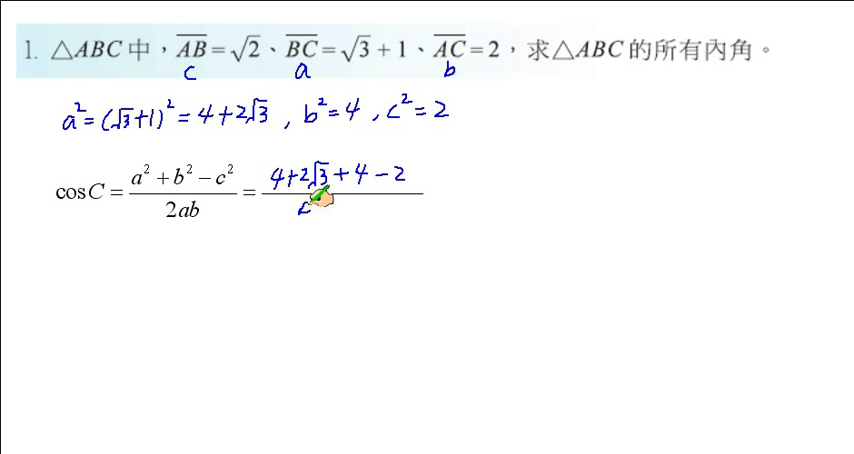 1. △ABC 中，AB̅=√2、BC̅=√3+1、AC̅=2，求△ABC 的所有內角。
c a b
a²=(√3+1)²=4+2√3 , b²=4 , c²=2
cos C = (a²+b²−c²)/(2ab) = (4+2√3+4−2)/